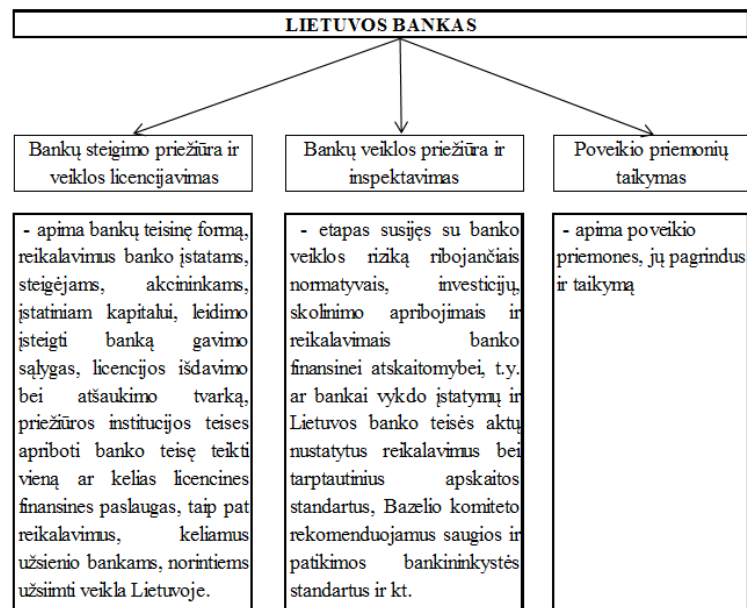 LIETUVOS BANKAS
Bankų steigimo priežiūra ir
veiklos licencijavimas
Bankų veiklos priežiūra ir
inspektavimas
Poveikio priemonių
taikymas
- apima bankų teisinę formą,
reikalavimus banko įstatams,
steigėjams, akcininkams,
įstatiniam kapitalui, leidimo
įsteigti banką gavimo
sąlygas, licencijos išdavimo
bei atšaukimo tvarką,
priežiūros institucijos teises
apriboti banko teisę teikti
vieną ar kelias licencines
finansines paslaugas, taip pat
reikalavimus, keliamus
užsienio bankams, norintiems
užsiimti veikla Lietuvoje.
- etapas susijęs su banko
veiklos riziką ribojančiais
normatyvais, investicijų,
skolinimo apribojimais ir
reikalavimais banko
finansinei atskaitomybei, t.y.
ar bankai vykdo įstatymų ir
Lietuvos banko teisės aktų
nustatytus reikalavimus bei
tarptautinius apskaitos
standartus, Bazelio komiteto
rekomenduojamus saugios ir
patikimos bankininkystės
standartus ir kt.
- apima poveikio
priemones, jų pagrindus
ir taikymą